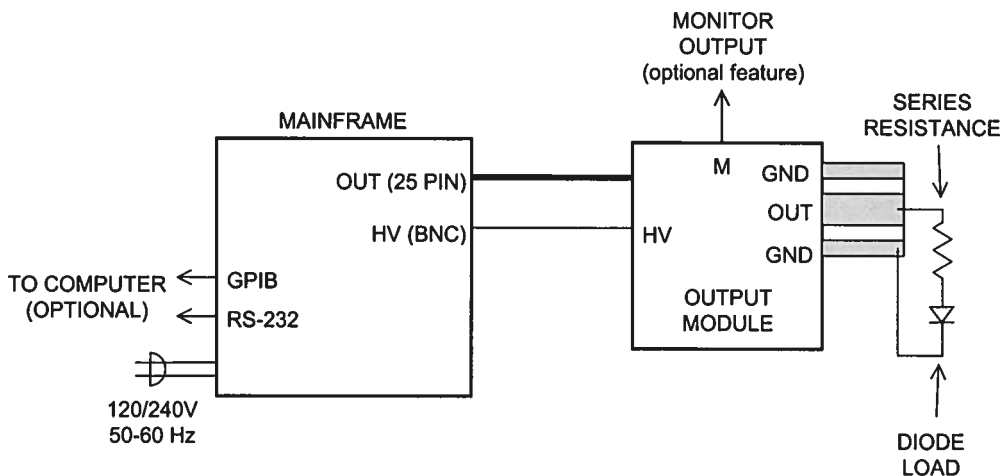 MONITOR
OUTPUT
(optional feature)
SERIES
RESISTANCE
MAINFRAME
M
GND
OUT (25 PIN)
OUT
HV (BNC)
HV
GND
TO COMPUTER
(OPTIONAL)
GPIB
RS-232
OUTPUT
MODULE
120/240V
50-60 Hz
DIODE
LOAD